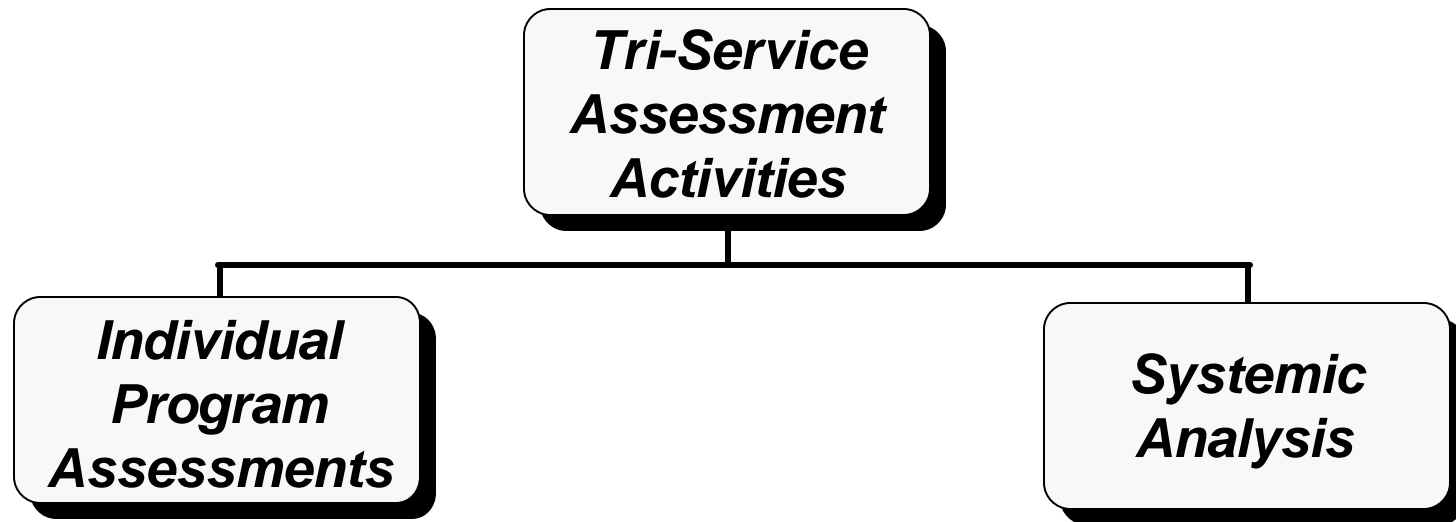 Tri-Service
Assessment
Activities
Individual
Program
Assessments
Systemic
Analysis